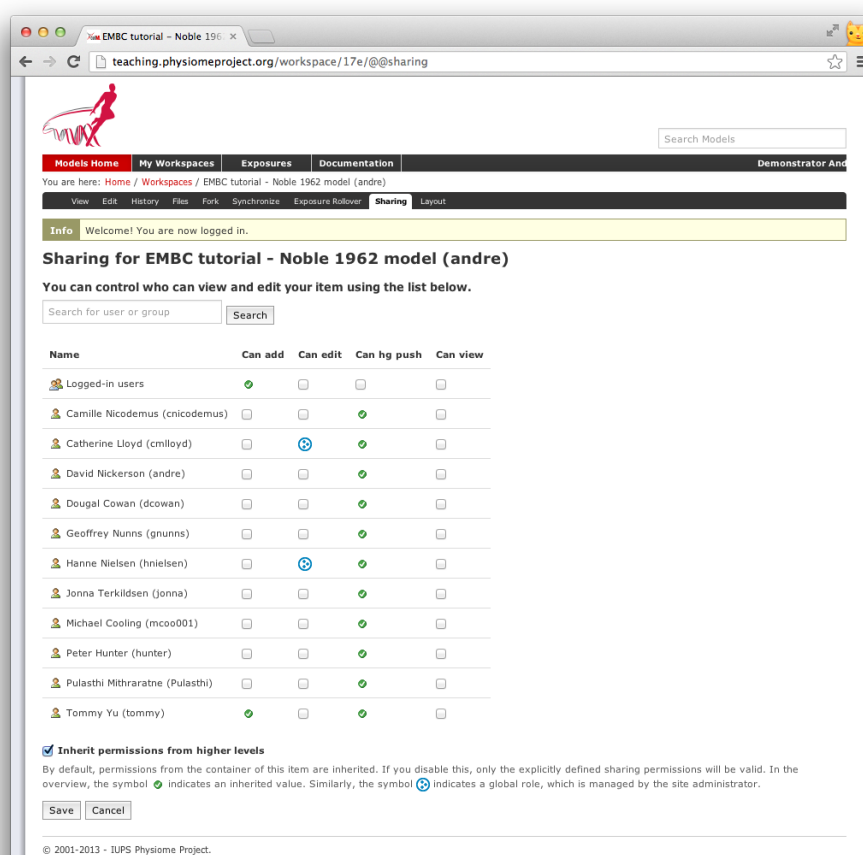 EMBC tutorial – Noble 196
teaching.physiomeproject.org/workspace/17e/@@sharing
Search Models
Models Home My Workspaces Exposures Documentation Demonstrator And
You are here: Home / Workspaces / EMBC tutorial - Noble 1962 model (andre)
View Edit History Files Fork Synchronize Exposure Rollover Sharing Layout
Info Welcome! You are now logged in.
Sharing for EMBC tutorial - Noble 1962 model (andre)
You can control who can view and edit your item using the list below.
Search for user or group Search
Name Can add Can edit Can hg push Can view
Logged-in users
Camille Nicodemus (cnicodemus)
Catherine Lloyd (cmlloyd)
David Nickerson (andre)
Dougal Cowan (dcowan)
Geoffrey Nunns (gnunns)
Hanne Nielsen (hnielsen)
Jonna Terkildsen (jonna)
Michael Cooling (mcoo001)
Peter Hunter (hunter)
Pulasthi Mithraratne (Pulasthi)
Tommy Yu (tommy)
Inherit permissions from higher levels
By default, permissions from the container of this item are inherited. If you disable this, only the explicitly defined sharing permissions will be valid. In the
overview, the symbol indicates an inherited value. Similarly, the symbol indicates a global role, which is managed by the site administrator.
Save Cancel
© 2001-2013 - IUPS Physiome Project.